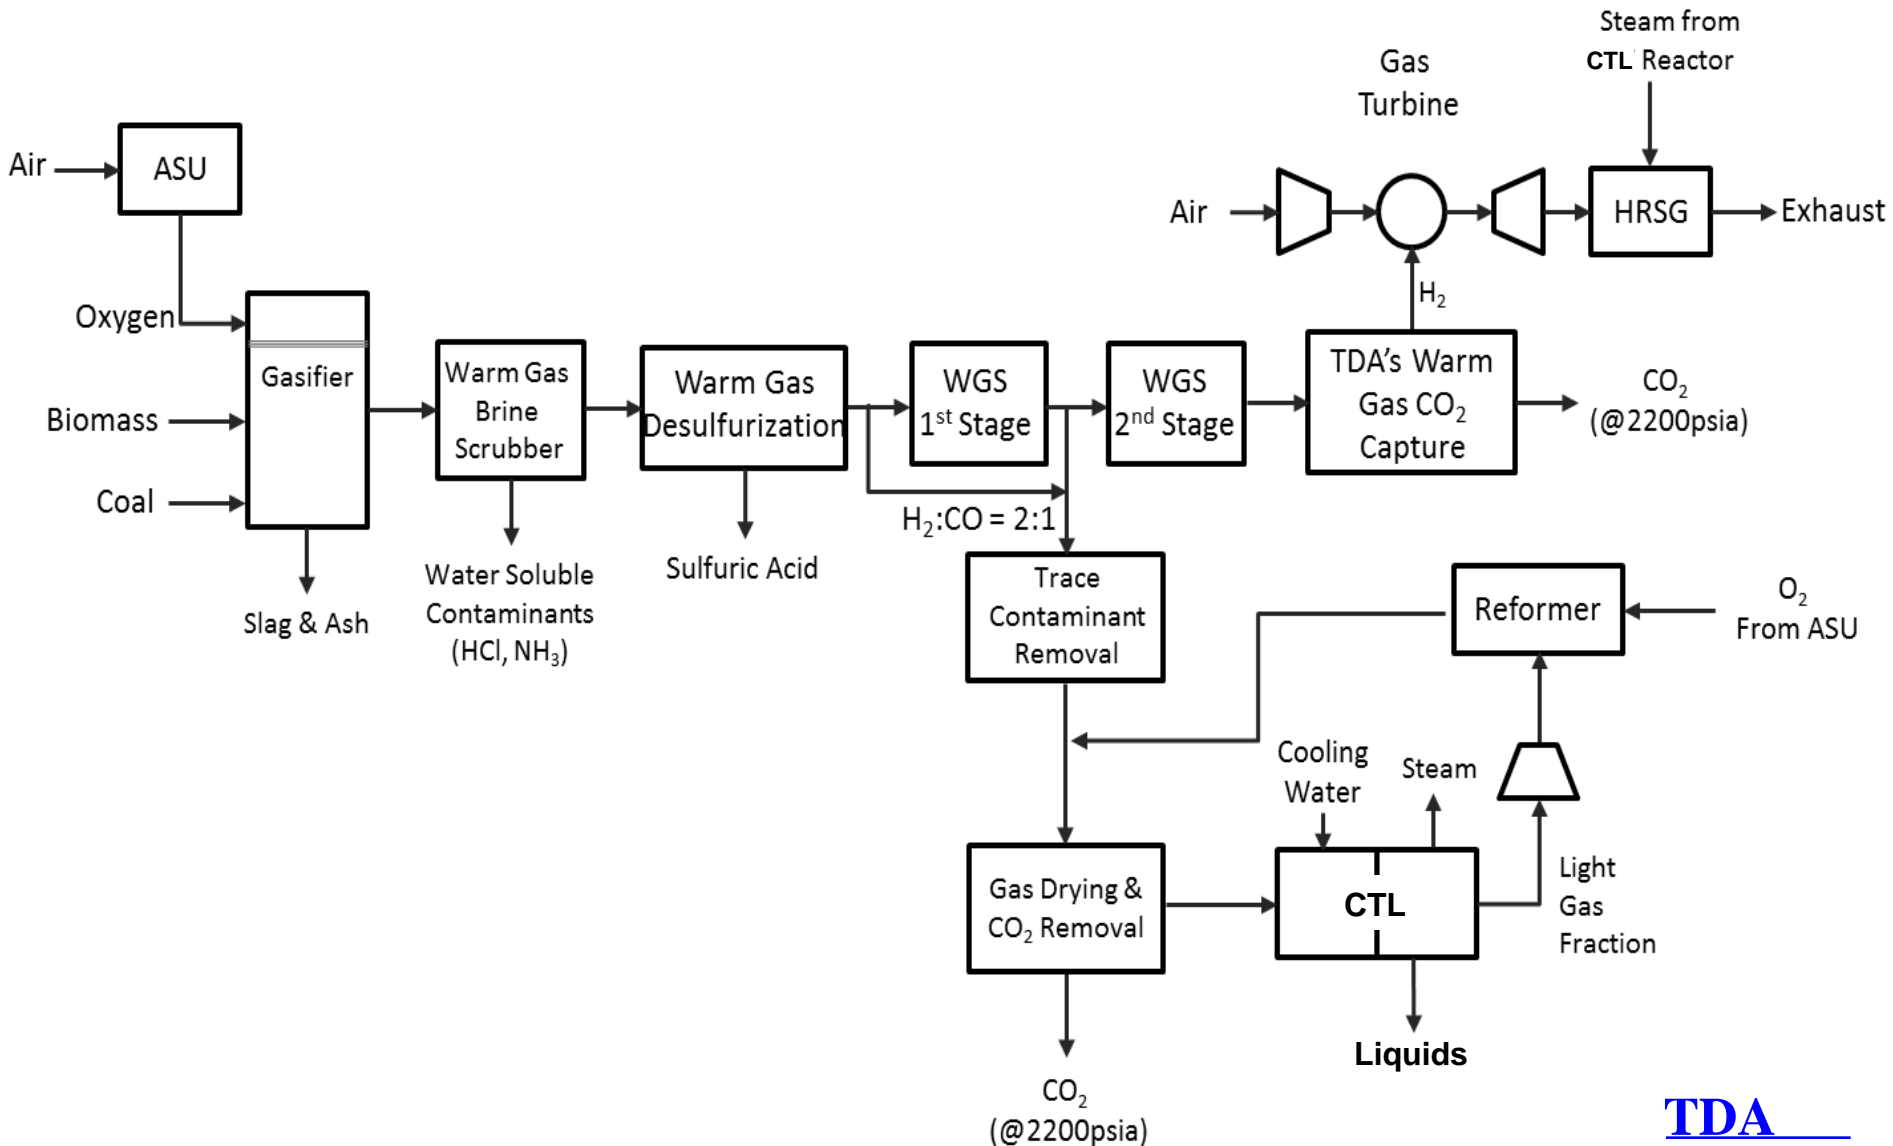 Steam from
CTL Reactor
Gas
Turbine
Air
ASU
Air
HRSG
Exhaust
H₂
Oxygen
Gasifier
Biomass
Coal
Slag & Ash
Warm Gas
Brine
Scrubber
Water Soluble
Contaminants
(HCl, NH₃)
Warm Gas
Desulfurization
Sulfuric Acid
WGS
1st Stage
WGS
2nd Stage
TDA's Warm
Gas CO₂
Capture
CO₂
(@2200psia)
H₂:CO = 2:1
Trace
Contaminant
Removal
Reformer
O₂
From ASU
Cooling
Water
Steam
Gas Drying &
CO₂ Removal
CTL
Light
Gas
Fraction
Liquids
CO₂
(@2200psia)
TDA